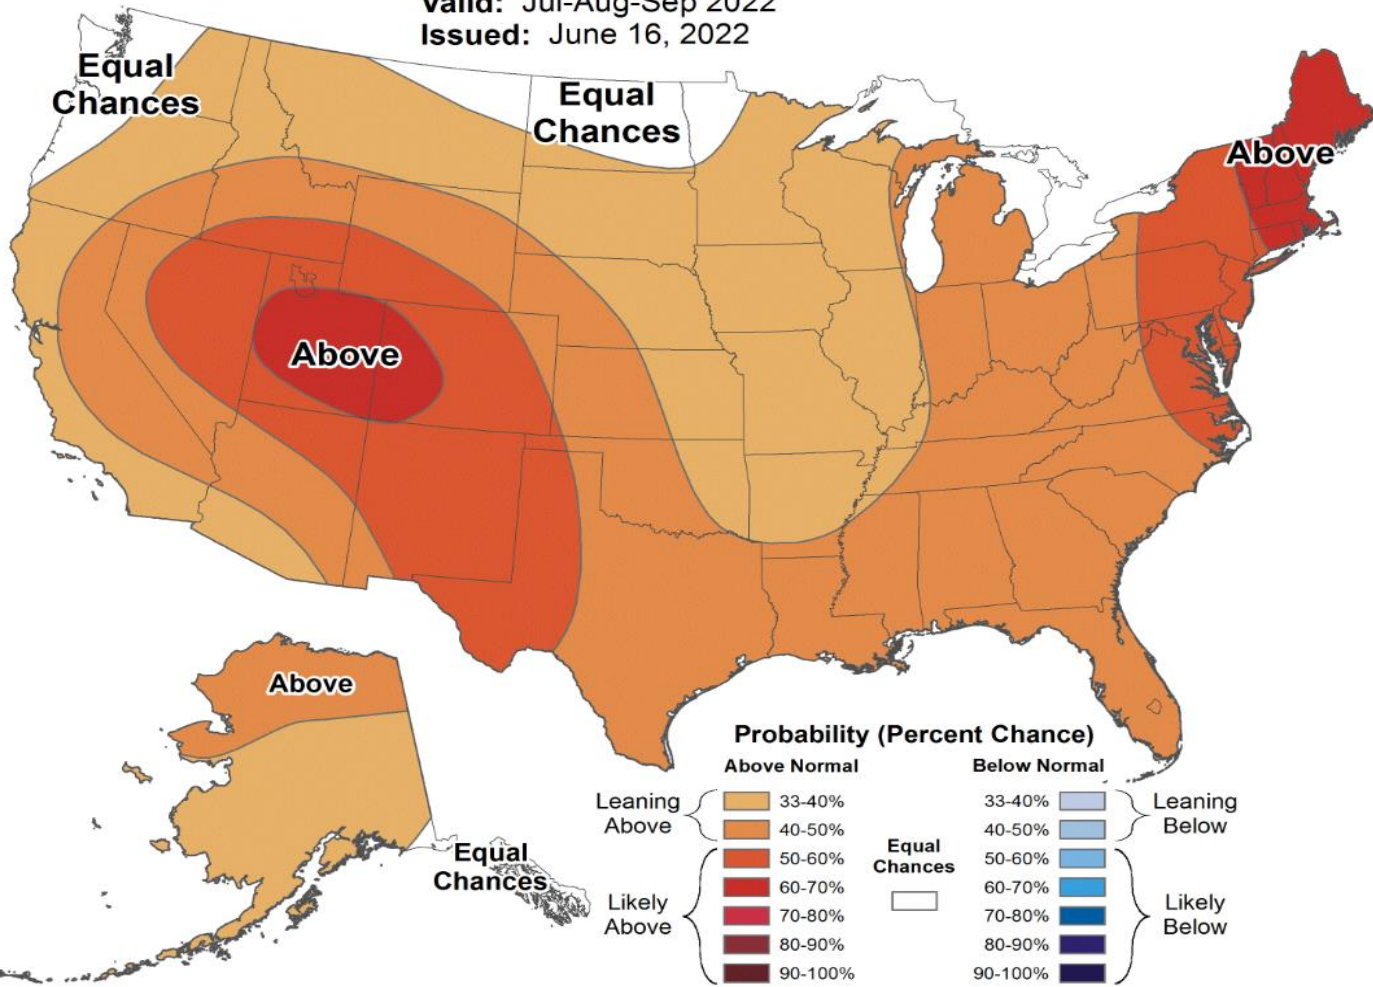 Valid: Jul-Aug-Sep 2022
Issued: June 16, 2022
Equal
Chances
Equal
Chances
Above
Above
Above
Equal
Chances
Probability (Percent Chance)
Above Normal
Below Normal
Leaning
Above
33-40%
40-50%
50-60%
60-70%
70-80%
80-90%
90-100%
Likely
Above
Equal
Chances
33-40%
40-50%
50-60%
60-70%
70-80%
80-90%
90-100%
Leaning
Below
Likely
Below